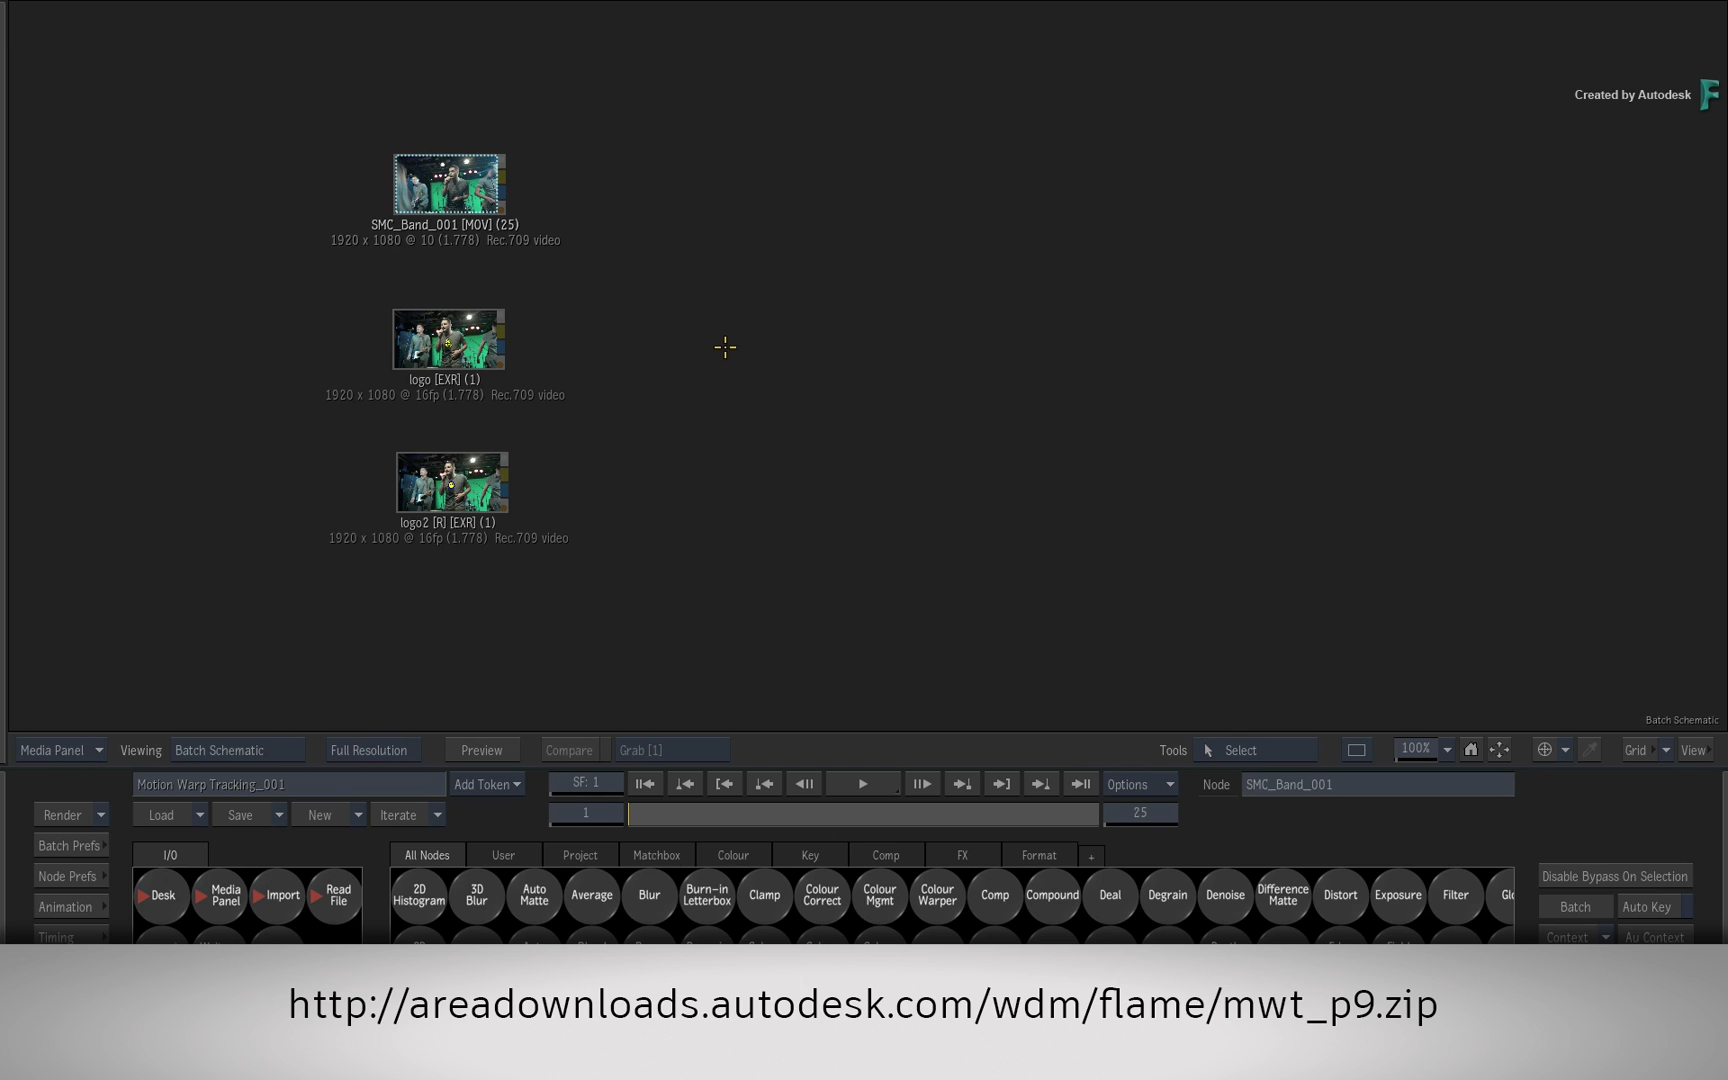 Created by Autodesk
SMC_Band_001 [MOV] (25)
1920 x 1080 @ 10 (1.778) Rec.709 video
logo [EXR] (1)
1920 x 1080 @ 16fp (1.778) Rec.709 video
logo2 [R] [EXR] (1)
1920 x 1080 @ 16fp (1.778) Rec.709 video
Batch Schematic
Media Panel Viewing Batch Schematic Full Resolution Preview Compare Grab [1] Tools Select 100% Grid View
Motion Warp Tracking_001 Add Token SF: 1 Options Node SMC_Band_001
Render Load Save New Iterate 1 25
Batch Prefs I/O All Nodes User Project Matchbox Colour Key Comp FX Format +
Node Prefs Disable Bypass On Selection
Desk Media Panel Import Read File 2D Histogram 3D Blur Auto Matte Average Blur Burn-in Letterbox Clamp Colour Correct Colour Mgmt Colour Warper Comp Compound Deal Degrain Denoise Difference Matte Distort Exposure Filter
Animation Batch Auto Key
Timing Context Au Context
http://areadownloads.autodesk.com/wdm/flame/mwt_p9.zip